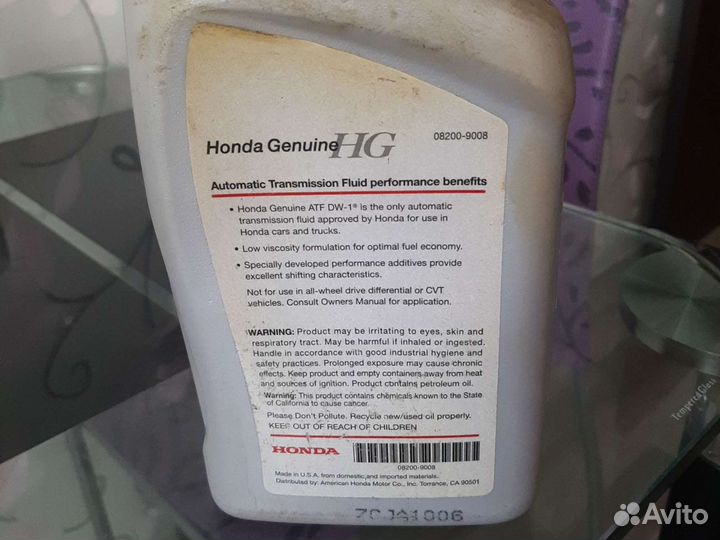 Honda Genuine HG 08200-9008
Automatic Transmission Fluid performance benefits
• Honda Genuine ATF DW-1® is the only automatic
transmission fluid approved by Honda for use in
Honda cars and trucks.
• Low viscosity formulation for optimal fuel economy.
• Specially developed performance additives provide
excellent shifting characteristics.
Not for use in all-wheel drive differential or CVT
vehicles. Consult Owners Manual for application.
WARNING: Product may be irritating to eyes, skin and
respiratory tract. May be harmful if inhaled or ingested.
Handle in accordance with good industrial hygiene and
safety practices. Prolonged exposure may cause chronic
effects. Keep product and empty containers away from heat
and sources of ignition. Product contains petroleum oil.
Warning: This product contains chemicals known to the State
of California to cause cancer.
Please Don't Pollute. Recycle new/used oil properly.
KEEP OUT OF REACH OF CHILDREN
HONDA
08200-9008
Made in U.S.A. from domestic and imported materials.
Distributed by: American Honda Motor Co., Inc. Torrance, CA 90501
Tempered Glass
Avito